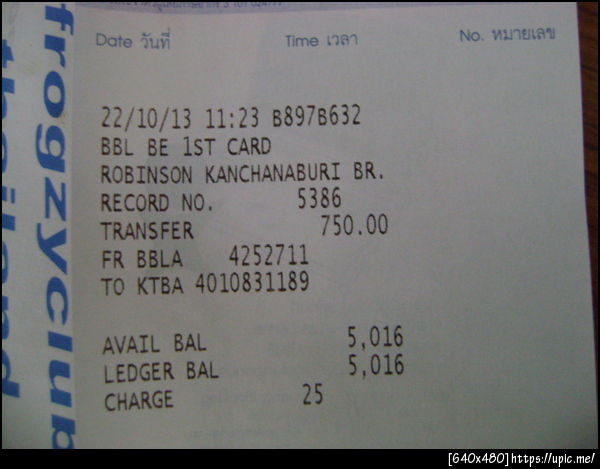 frogzyclub
thailand
Date วันที่ Time เวลา No. หมายเลข
22/10/13 11:23 B897B632
BBL BE 1ST CARD
ROBINSON KANCHANABURI BR.
RECORD NO. 5386
TRANSFER 750.00
FR BBLA 4252711
TO KTBA 4010831189
AVAIL BAL 5,016
LEDGER BAL 5,016
CHARGE 25
[640x480]https://upic.me/